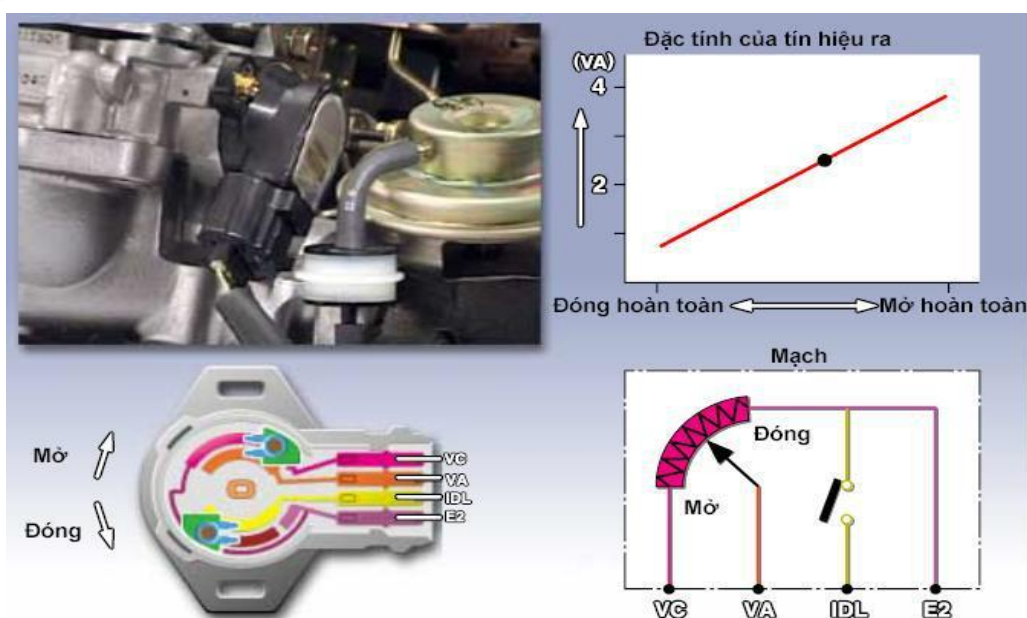 Đặc tính của tín hiệu ra
(VA)
4
2
Đóng hoàn toàn
Mở hoàn toàn
Mở
Đóng
VC
VA
IDL
E2
Mạch
Đóng
Mở
VC
VA
IDL
E2